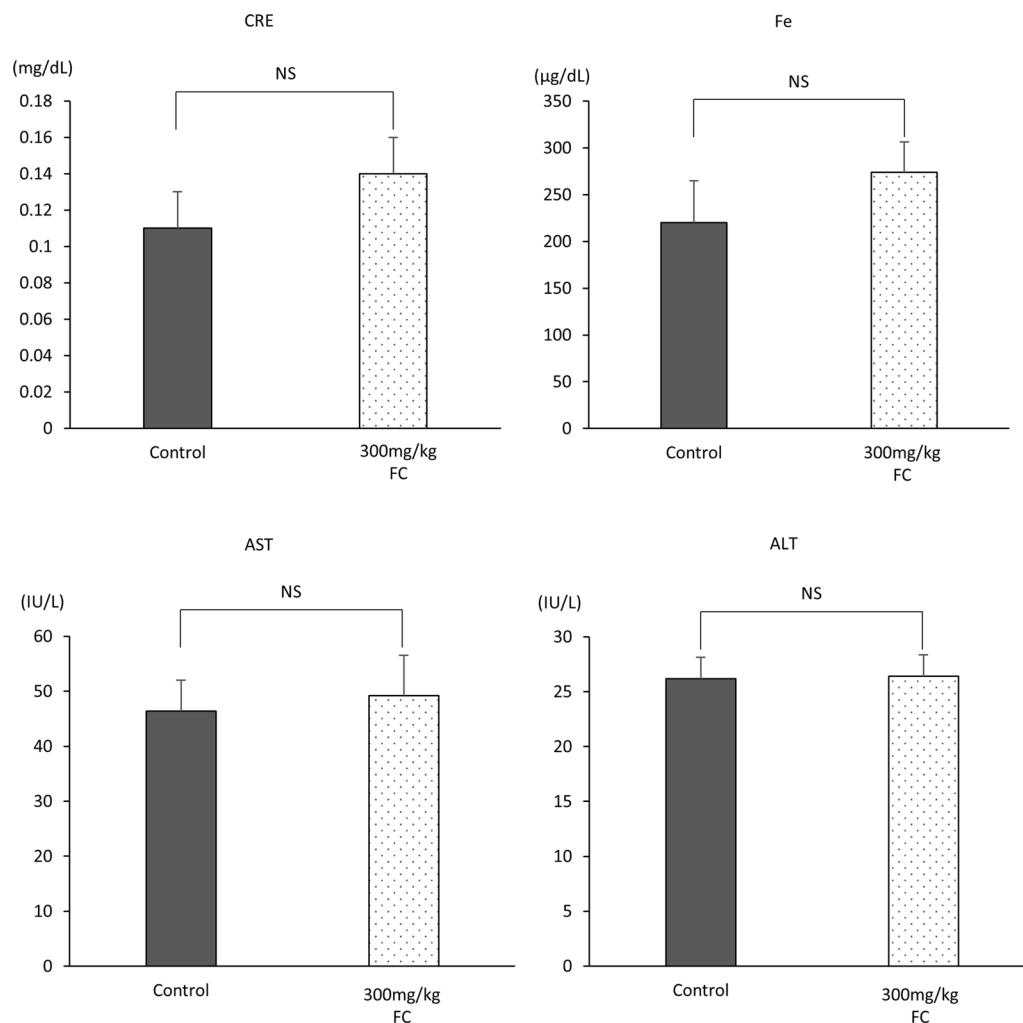 CRE
(mg/dL)
NS
0.18
0.16
0.14
0.12
0.1
0.08
0.06
0.04
0.02
0
Control
300mg/kg
FC
Fe
(μg/dL)
NS
350
300
250
200
150
100
50
0
Control
300mg/kg
FC
AST
(IU/L)
NS
60
50
40
30
20
10
0
Control
300mg/kg
FC
ALT
(IU/L)
NS
30
25
20
15
10
5
0
Control
300mg/kg
FC